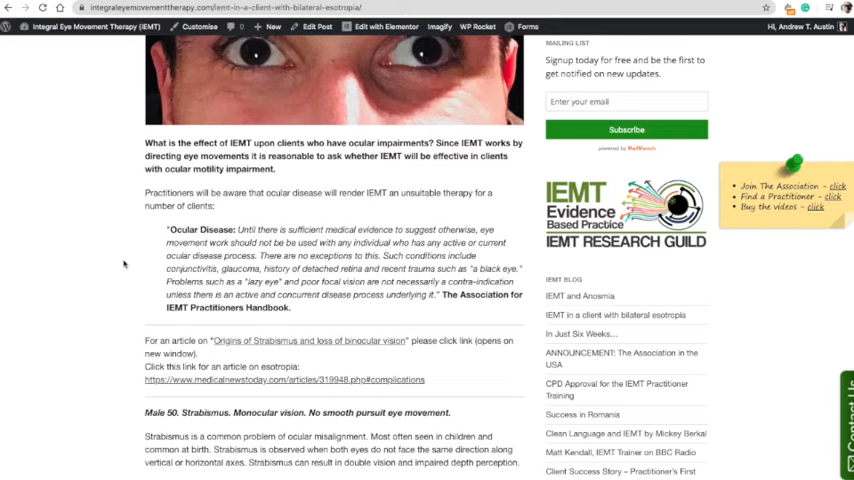 integraleyemovementtherapy.com/iemt-in-a-client-with-bilateral-esotropia/
Integral Eye Movement Therapy (IEMT)
Customise
0
New
Edit Post
Edit with Elementor
Imagify
WP Rocket
Forms
Hi, Andrew T. Austin
What is the effect of IEMT upon clients who have ocular impairments? Since IEMT works by
directing eye movements it is reasonable to ask whether IEMT will be effective in clients
with ocular motility impairment.
Practitioners will be aware that ocular disease will render IEMT an unsuitable therapy for a
number of clients:
"Ocular Disease: Until there is sufficient medical evidence to suggest otherwise, eye
movement work should not be be used with any individual who has any active or current
ocular disease process. There are no exceptions to this. Such conditions include
conjunctivitis, glaucoma, history of detached retina and recent trauma such as "a black eye."
Problems such as a "lazy eye" and poor focal vision are not necessarily a contra-indication
unless there is an active and concurrent disease process underlying it." The Association for
IEMT Practitioners Handbook.
For an article on "Origins of Strabismus and loss of binocular vision" please click link (opens on
new window).
Click this link for an article on esotropia:
https://www.medicalnewstoday.com/articles/319948.php#complications
Male 50. Strabismus. Monocular vision. No smooth pursuit eye movement.
Strabismus is a common problem of ocular misalignment. Most often seen in children and
common at birth. Strabismus is observed when both eyes do not face the same direction along
vertical or horizontal axes. Strabismus can result in double vision and impaired depth perception.
MAILING LIST
Signup today for free and be the first to
get notified on new updates.
Enter your email
Subscribe
powered by MailMunch
IEMT
Evidence
Based Practice
IEMT RESEARCH GUILD
IEMT BLOG
IEMT and Anosmia
IEMT in a client with bilateral esotropia
In Just Six Weeks…
ANNOUNCEMENT: The Association in the
USA
CPD Approval for the IEMT Practitioner
Training
Success in Romania
Clean Language and IEMT by Mickey Berkal
Matt Kendall, IEMT Trainer on BBC Radio
Client Success Story – Practitioner's First
Join The Association - click
Find a Practitioner - click
Buy the videos - click
Contact Us